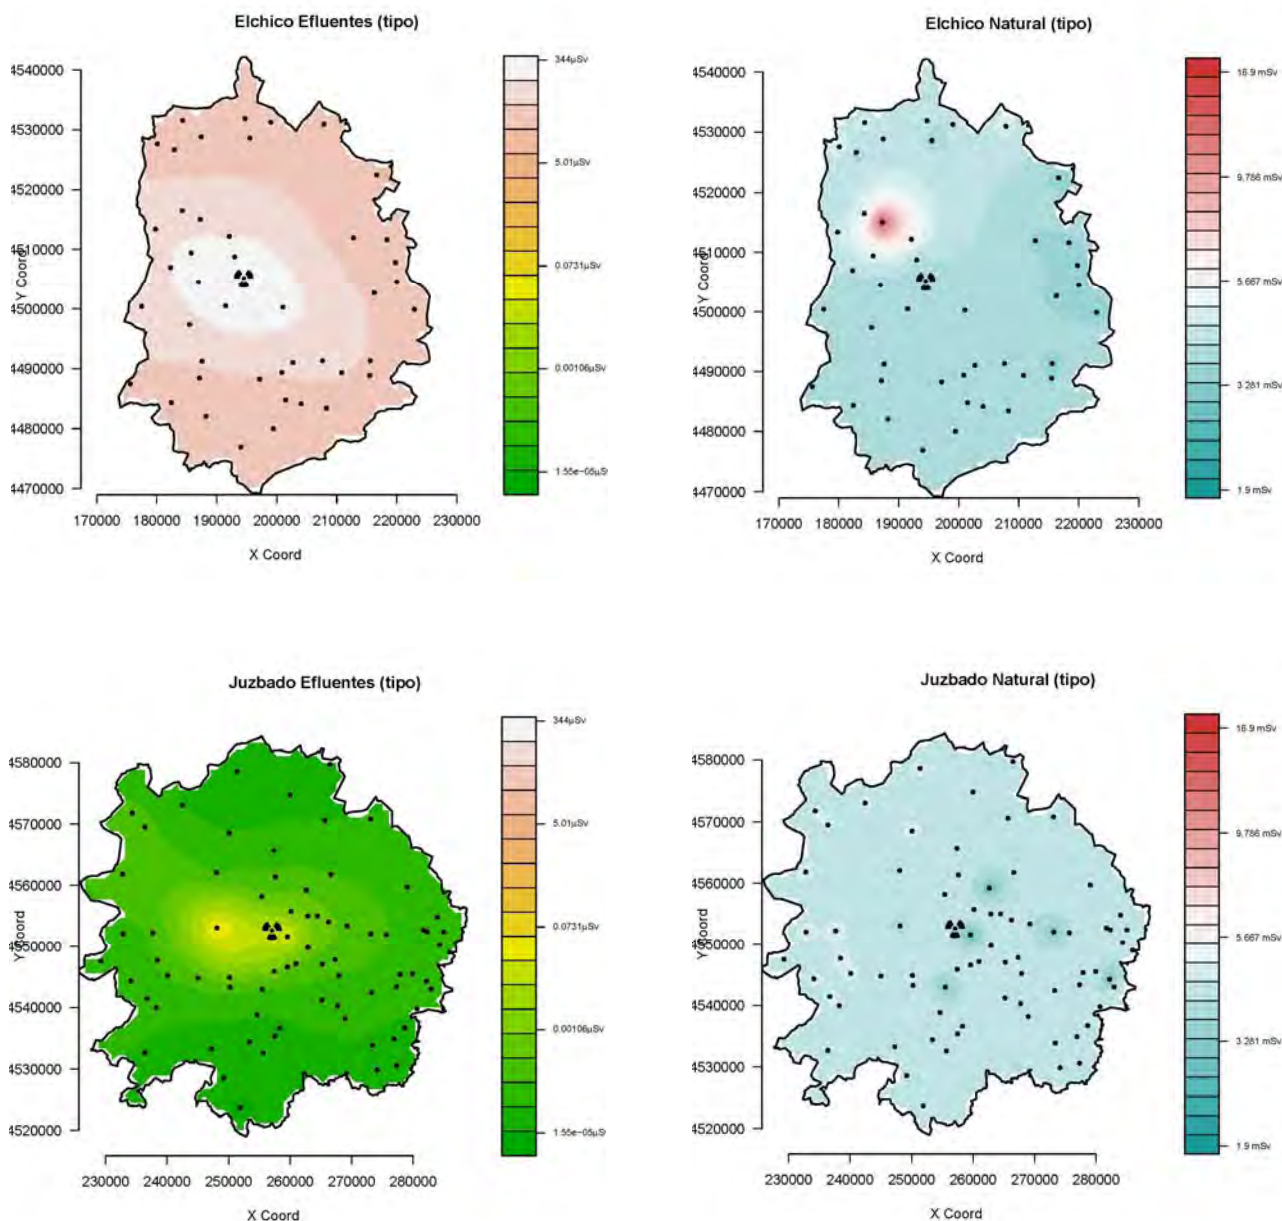 Elchico Efluentes (tipo)
4540000
4530000
4520000
4510000
4500000
4490000
4480000
4470000
Y Coord
170000 180000 190000 200000 210000 220000 230000
X Coord
344µSv
5.01µSv
0.0731µSv
0.00106µSv
1.55e−05µSv
Elchico Natural (tipo)
4540000
4530000
4520000
4510000
4500000
4490000
4480000
4470000
Y Coord
170000 180000 190000 200000 210000 220000 230000
X Coord
16.9 mSv
9.786 mSv
5.667 mSv
3.281 mSv
1.9 mSv
Juzbado Efluentes (tipo)
4580000
4570000
4560000
4550000
4540000
4530000
4520000
Y Coord
230000 240000 250000 260000 270000 280000
X Coord
344µSv
5.01µSv
0.0731µSv
0.00106µSv
1.55e−05µSv
Juzbado Natural (tipo)
4580000
4570000
4560000
4550000
4540000
4530000
4520000
Y Coord
230000 240000 250000 260000 270000 280000
X Coord
16.9 mSv
9.786 mSv
5.667 mSv
3.281 mSv
1.9 mSv